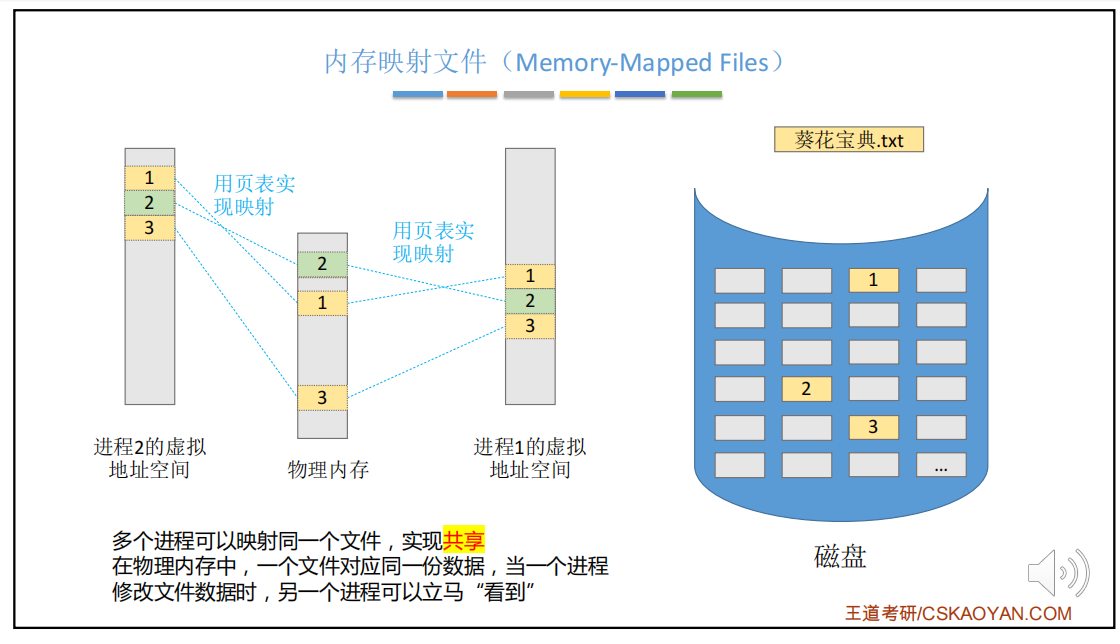 内存映射文件（Memory-Mapped Files）
葵花宝典.txt
用页表实
现映射
用页表实
现映射
1
2
3
2
1
3
1
2
3
1
2
3
...
进程2的虚拟
地址空间
物理内存
进程1的虚拟
地址空间
磁盘
多个进程可以映射同一个文件，实现共享
在物理内存中，一个文件对应同一份数据，当一个进程
修改文件数据时，另一个进程可以立马“看到”
王道考研/CSKAOYAN.COM